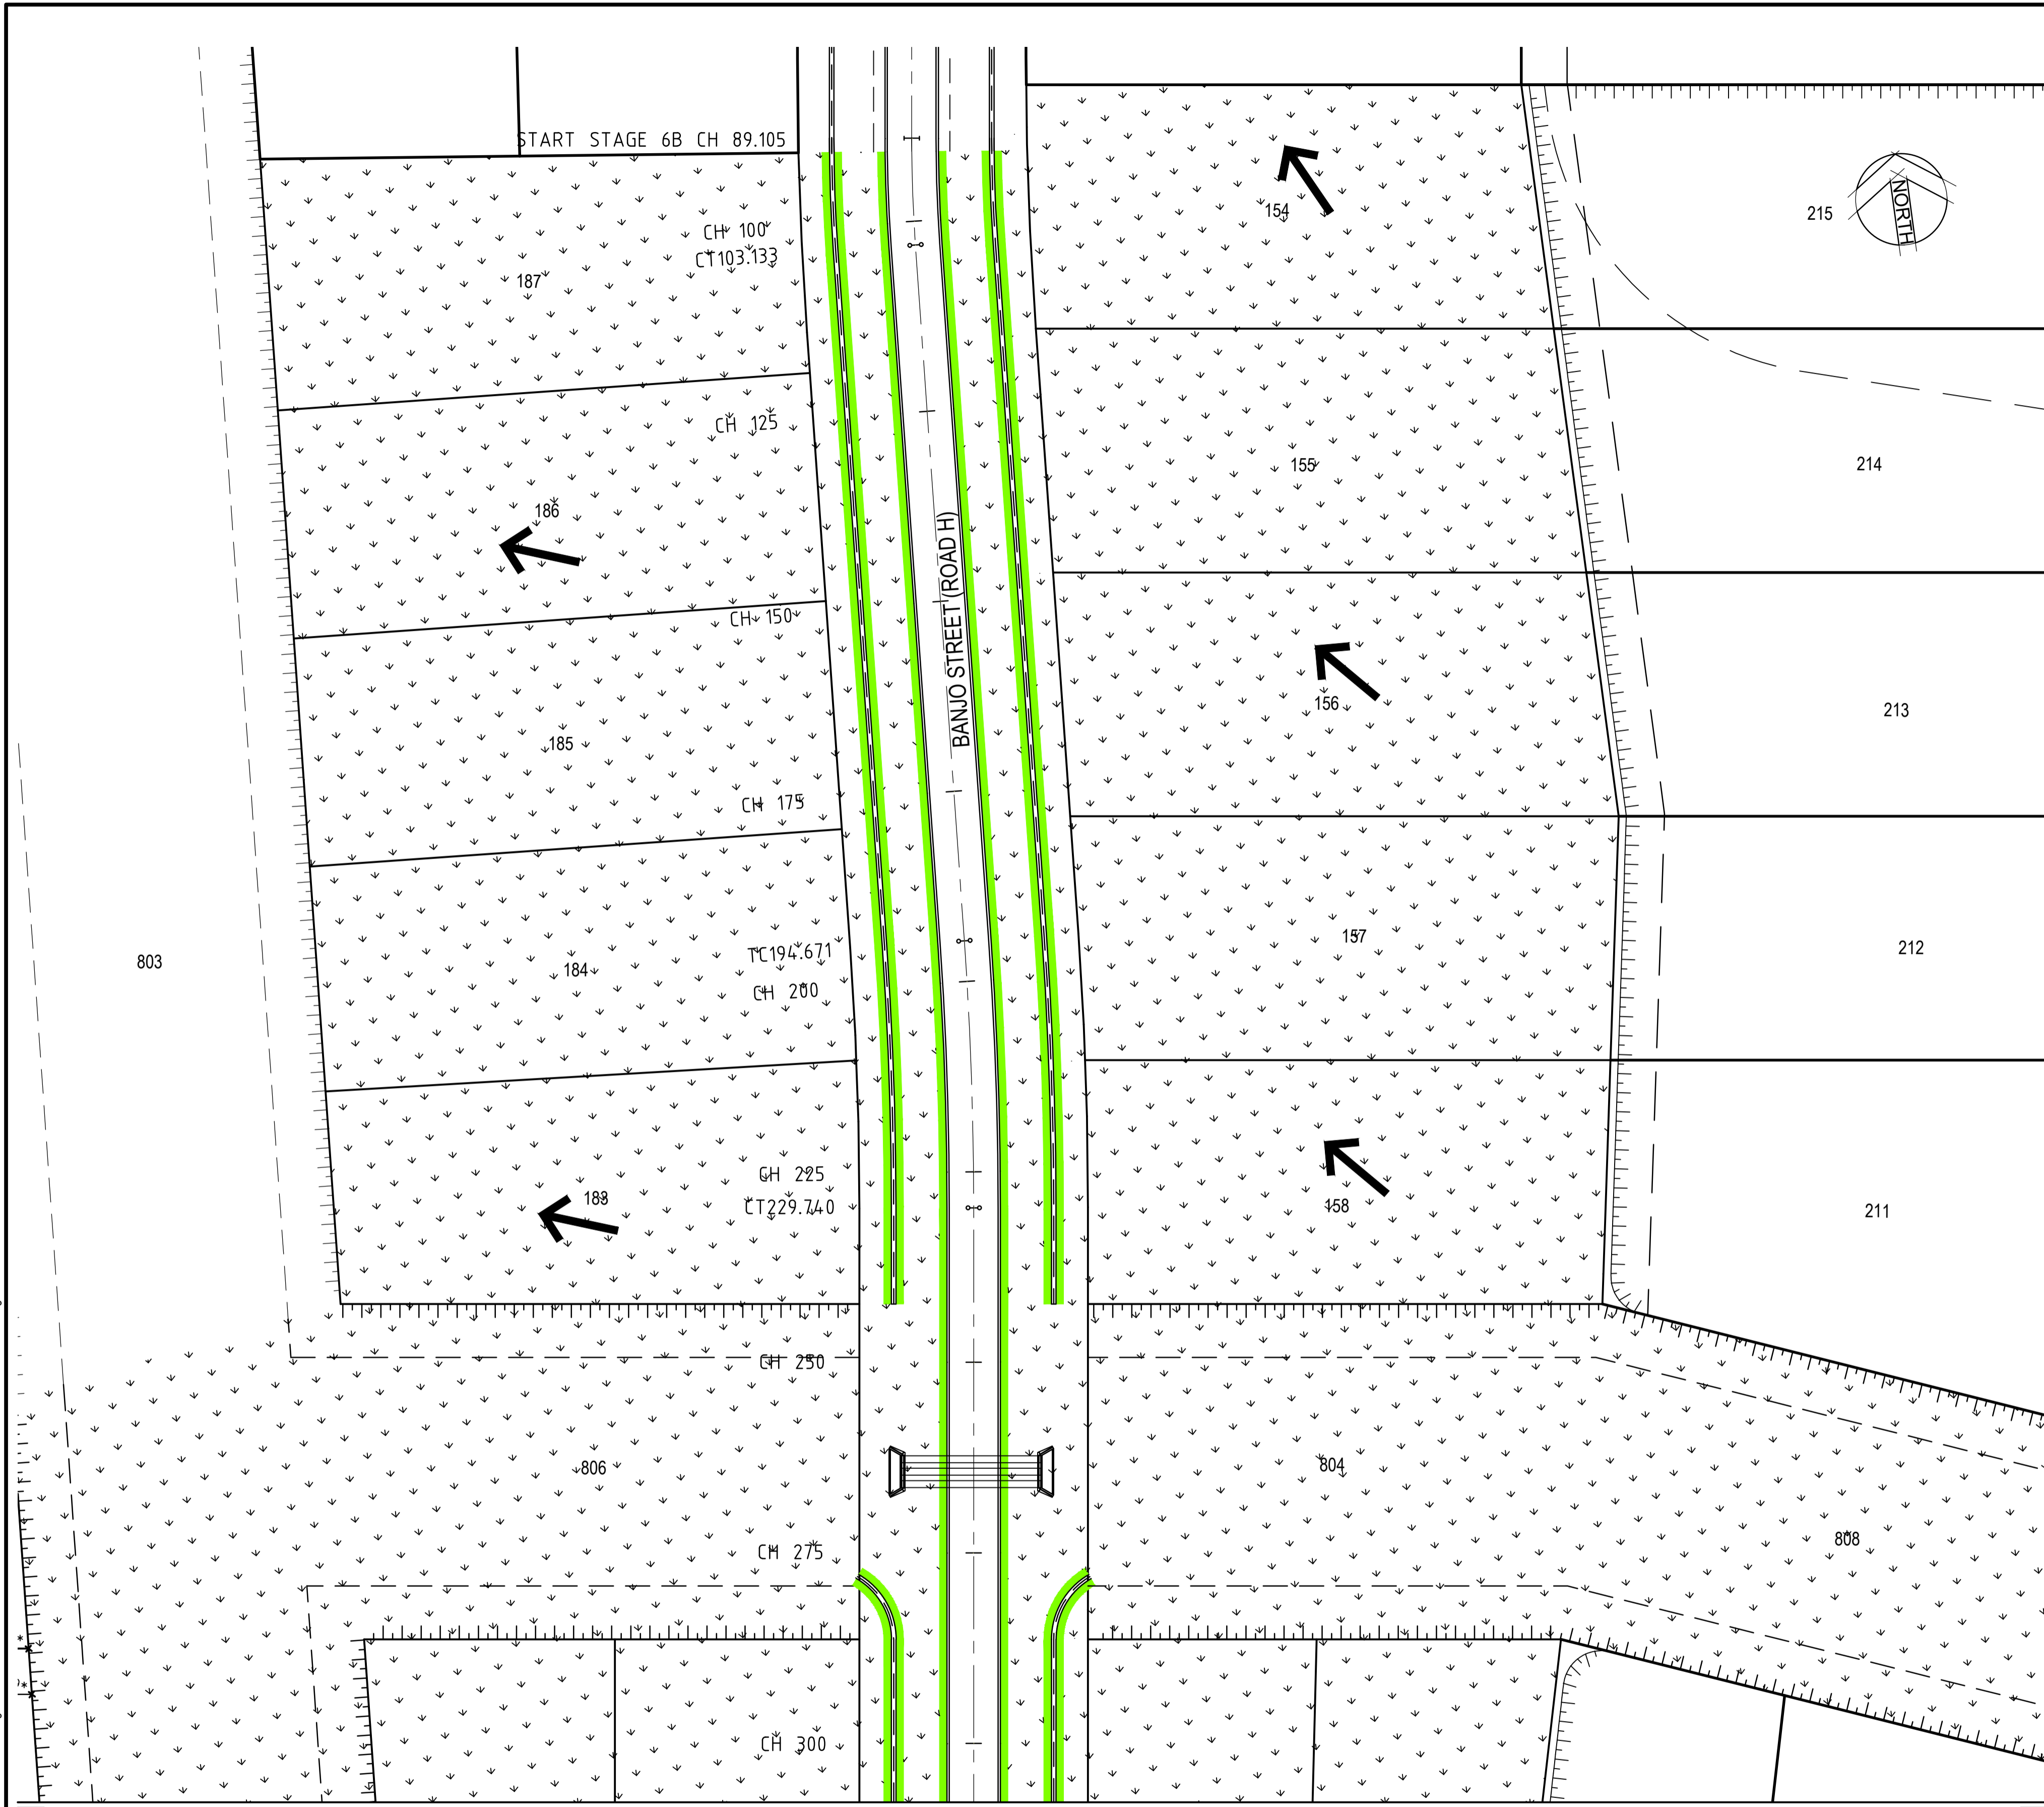 START STAGE 6B CH 89.105
154
215
NORTH
CH 100
CT103.133
187
CH 125
155
214
186
BANJO STREET (ROAD H)
CH 150
156
213
185
CH 175
157
212
803
184
TC194.671
CH 200
CH 225
183
CT229.740
158
211
CH 250
806
804
808
CH 275
CH 300